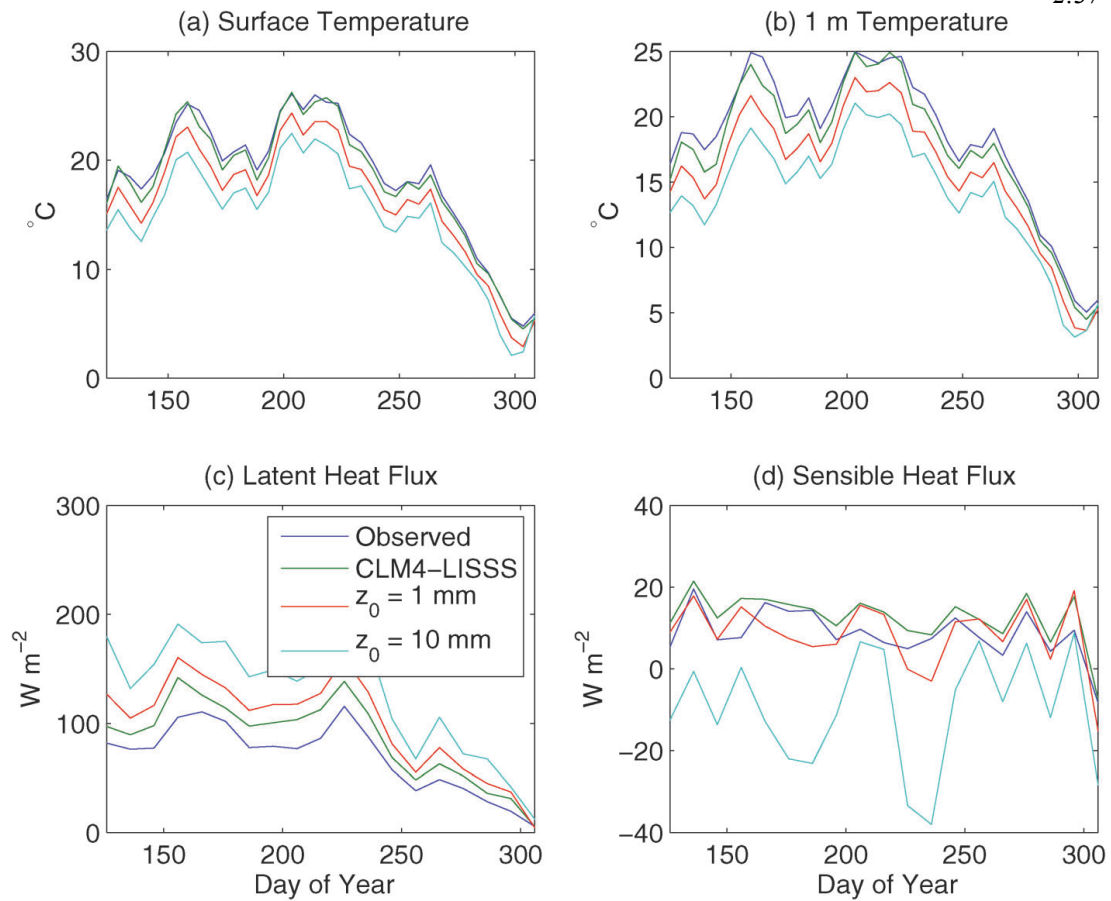 (a) Surface Temperature
(b) 1 m Temperature
30
20
10
0
°C
150 200 250 300
25
20
15
10
5
0
°C
150 200 250 300
(c) Latent Heat Flux
(d) Sensible Heat Flux
300
200
100
0
W m⁻²
Observed
CLM4−LISSS
z₀ = 1 mm
z₀ = 10 mm
150 200 250 300
Day of Year
40
20
0
−20
−40
W m⁻²
150 200 250 300
Day of Year